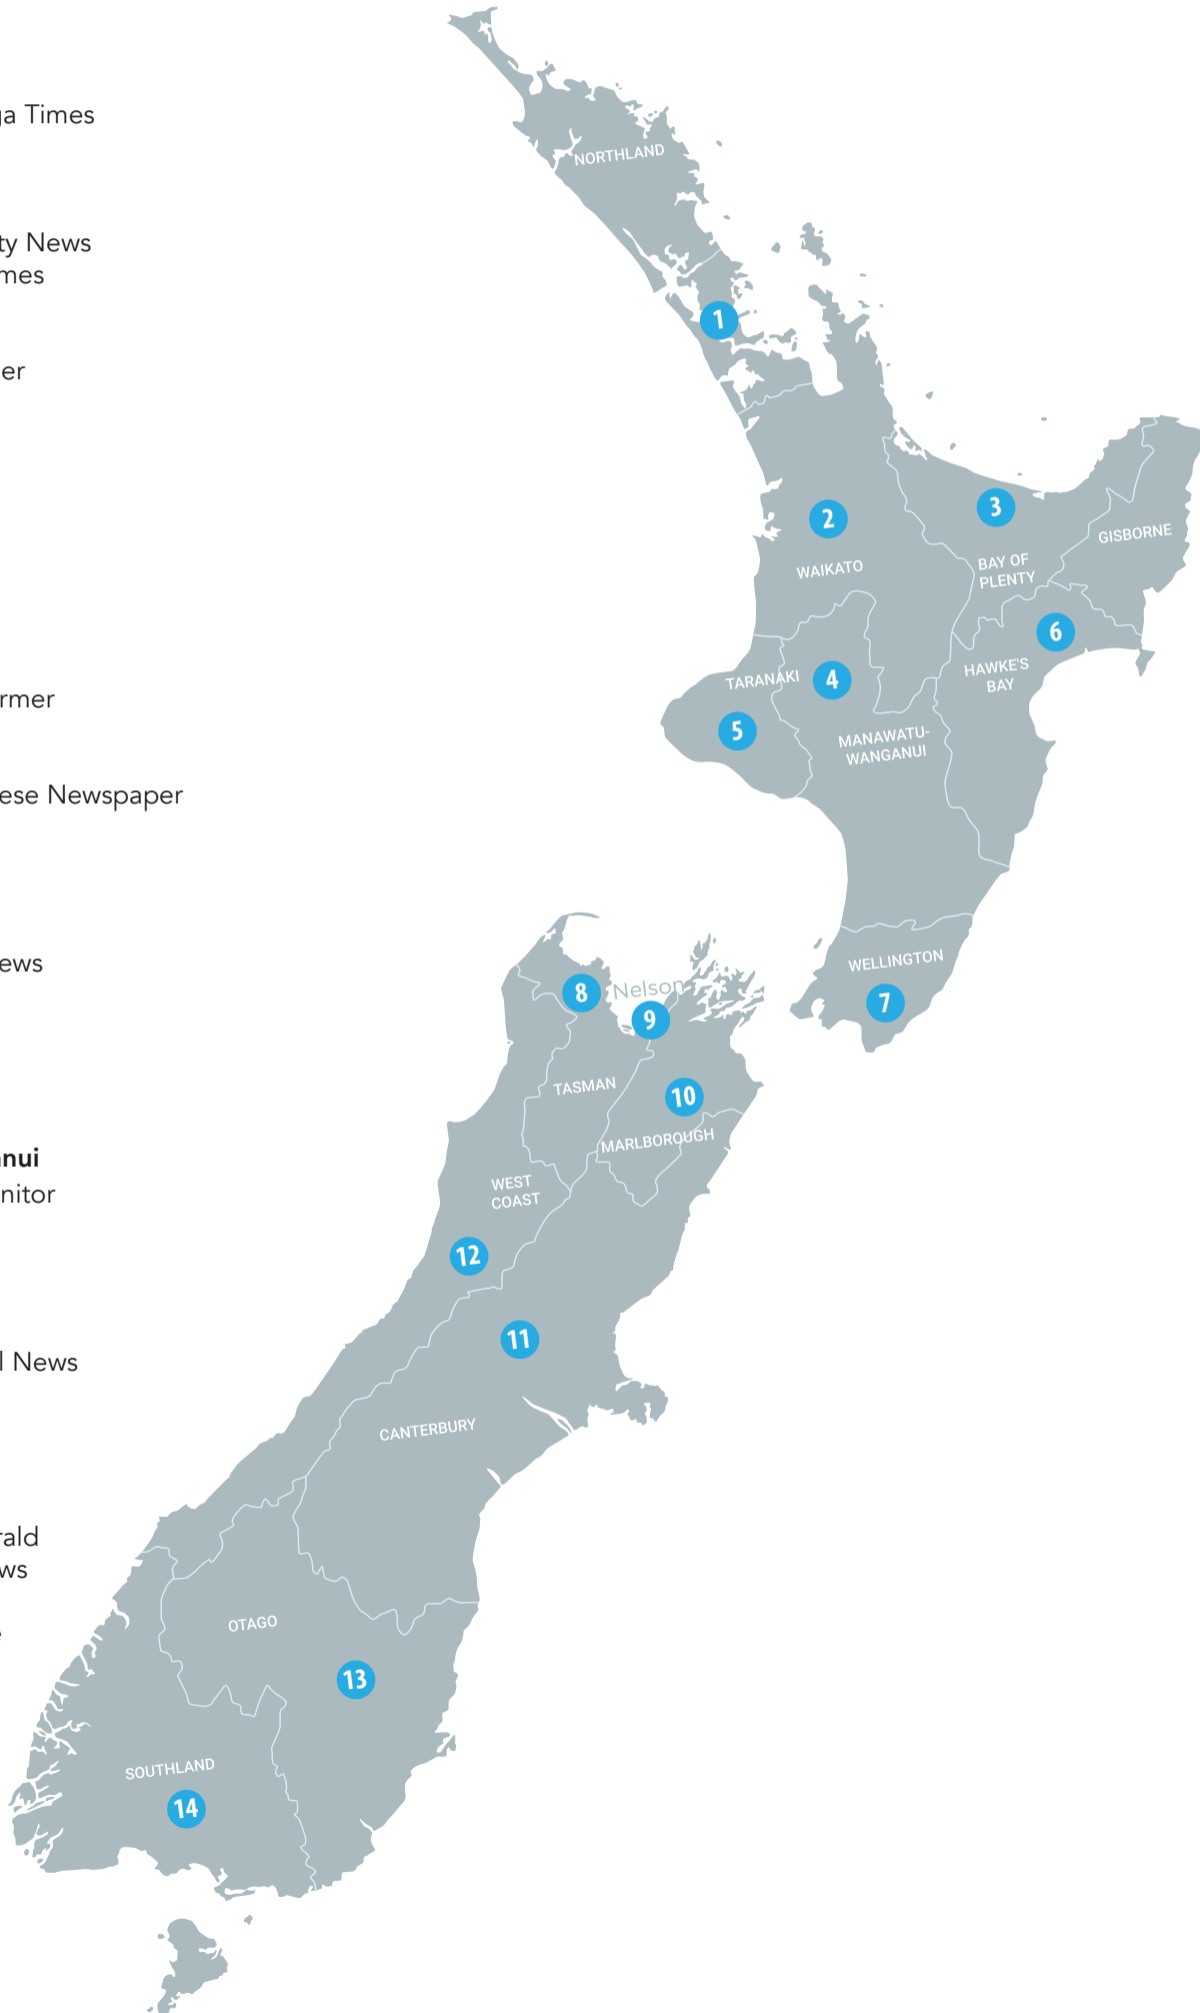 ga Times
ty News
mes
er
rmer
ese Newspaper
ews
anui
nitor
l News
rald
ws
NORTHLAND
1
2
WAIKATO
3
BAY OF
PLENTY
GISBORNE
6
HAWKE'S
BAY
TARANAKI
4
5
MANAWATU-
WANGANUI
WELLINGTON
7
8
Nelson
9
TASMAN
10
MARLBOROUGH
WEST
COAST
12
11
CANTERBURY
OTAGO
13
SOUTHLAND
14